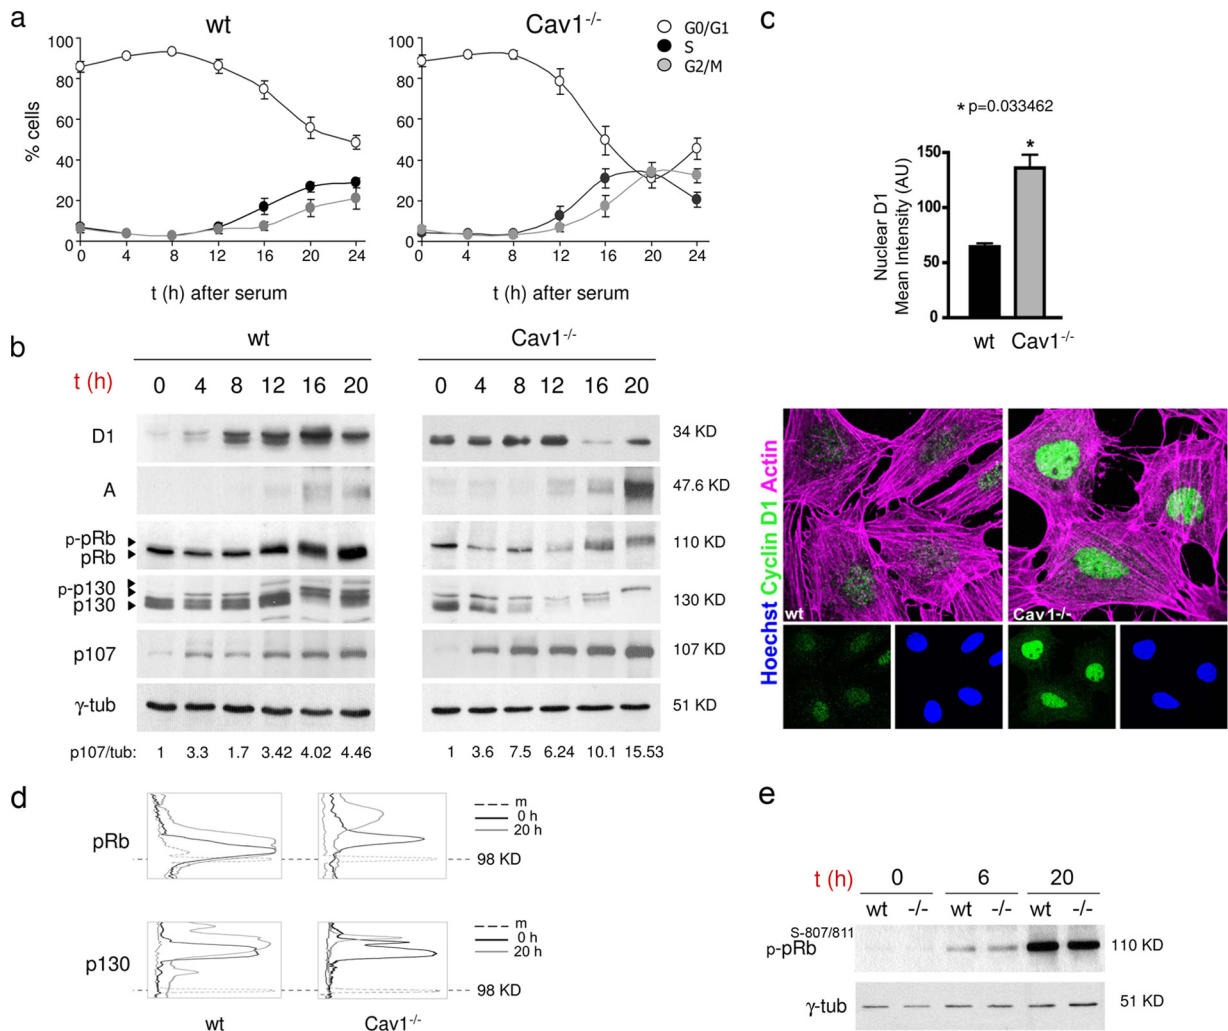 a
wt
Cav1-/-
G0/G1
S
G2/M
% cells
100
80
60
40
20
0
0 4 8 12 16 20 24
t (h) after serum
100
80
60
40
20
0
0 4 8 12 16 20 24
t (h) after serum
c
* p=0.033462
Nuclear D1
Mean Intensity (AU)
150
100
50
0
*
wt Cav1-/-
b
wt
Cav1-/-
t (h) 0 4 8 12 16 20
0 4 8 12 16 20
D1 34 KD
A 47.6 KD
p-pRb
pRb
110 KD
p-p130
p130
130 KD
p107 107 KD
γ-tub 51 KD
p107/tub: 1 3.3 1.7 3.42 4.02 4.46
1 3.6 7.5 6.24 10.1 15.53
Hoechst Cyclin D1 Actin
wt
Cav1-/-
d
pRb
m
0 h
20 h
98 KD
p130
m
0 h
20 h
98 KD
wt Cav1-/-
e
t (h) 0 6 20
wt -/- wt -/- wt -/-
p-pRb S-807/811 110 KD
γ-tub 51 KD